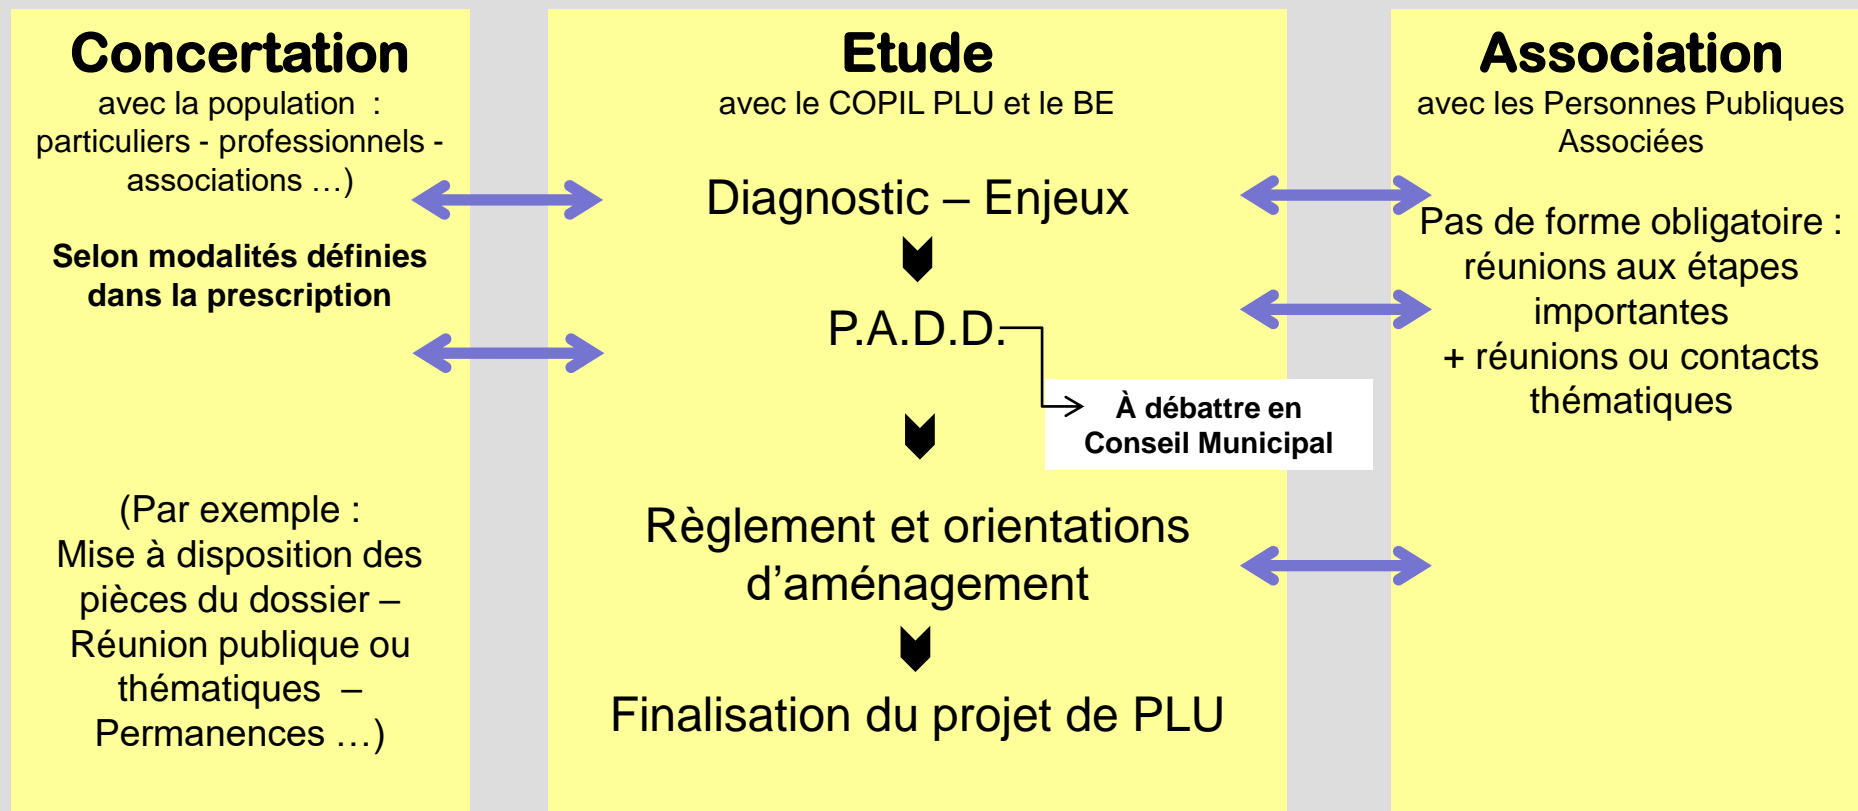 Concertation
avec la population  :
particuliers - professionnels -
associations …)
Selon modalités définies
dans la prescription
(Par exemple :
Mise à disposition des
pièces du dossier –
Réunion publique ou
thématiques  –
Permanences …)
Etude
avec le COPIL PLU et le BE
Diagnostic – Enjeux
P.A.D.D.
À débattre en
Conseil Municipal
Règlement et orientations
d’aménagement
Finalisation du projet de PLU
Association
avec les Personnes Publiques
Associées
Pas de forme obligatoire :
réunions aux étapes
importantes
+ réunions ou contacts
thématiques